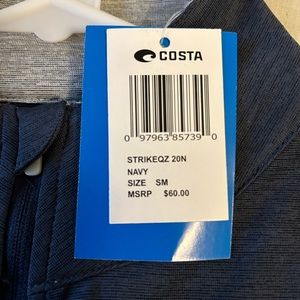 COSTA
0 97963 85739 0
STRIKEQZ 20N
NAVY
SIZE SM
MSRP $60.00